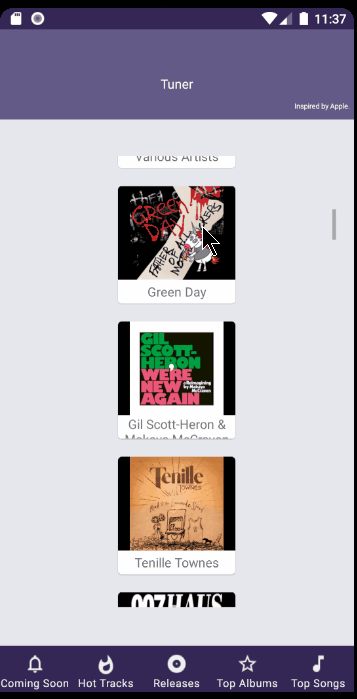 11:37
Tuner
Inspired by Apple.
Various Artists
GREEN
DAY
FATHER OF ALL
Green Day
GIL
SCOTT-
HERON
WE'RE
NEW
AGAIN
a Reimagining
by Makaya
McCraven
Gil Scott-Heron &
Makaya McCraven
Tenille
TOWNES
Tenille Townes
Coming Soon
Hot Tracks
Releases
Top Albums
Top Songs